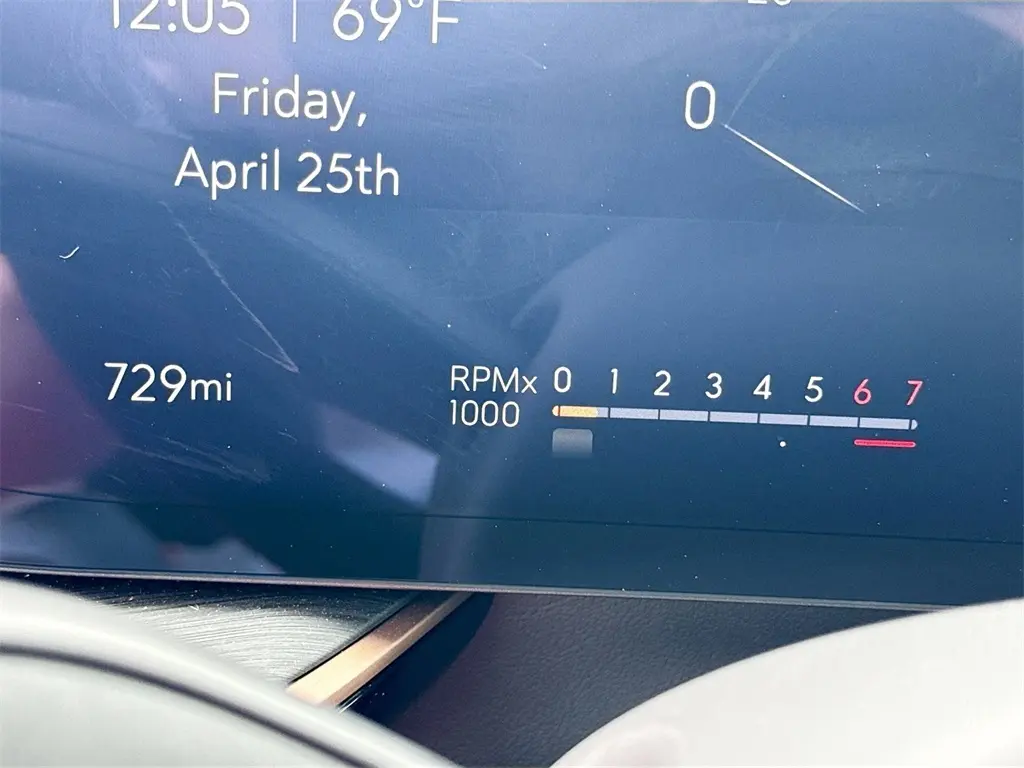 12:05 | 69°F
Friday,
April 25th
0
729mi
RPMx 0 1 2 3 4 5 6 7
1000